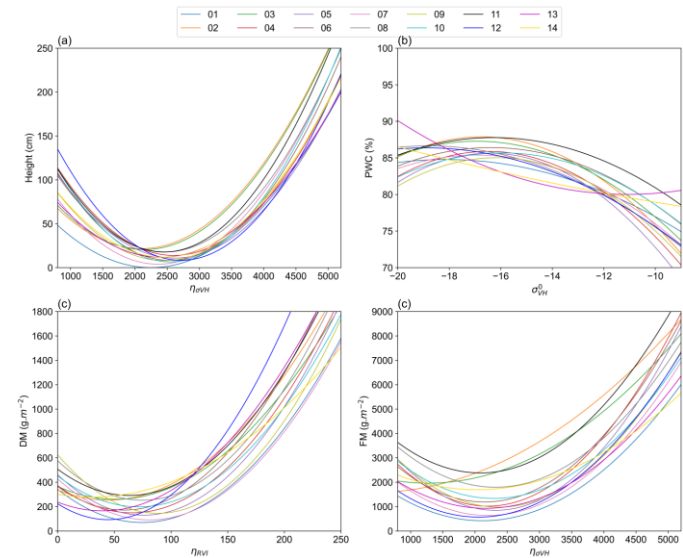 01 03 05 07 09 11 13
02 04 06 08 10 12 14
(a) (b)
250
200
150
100
50
0
Height (cm)
1000 1500 2000 2500 3000 3500 4000 4500 5000
ησVH
100
95
90
85
80
75
70
PWC (%)
−20 −18 −16 −14 −12 −10
σ⁰VH
(c) (c)
1800
1600
1400
1200
1000
800
600
400
200
0
DM (g.m⁻²)
0 50 100 150 200 250
ηRVI
9000
8000
7000
6000
5000
4000
3000
2000
1000
0
FM (g.m⁻²)
1000 1500 2000 2500 3000 3500 4000 4500 5000
ησVH